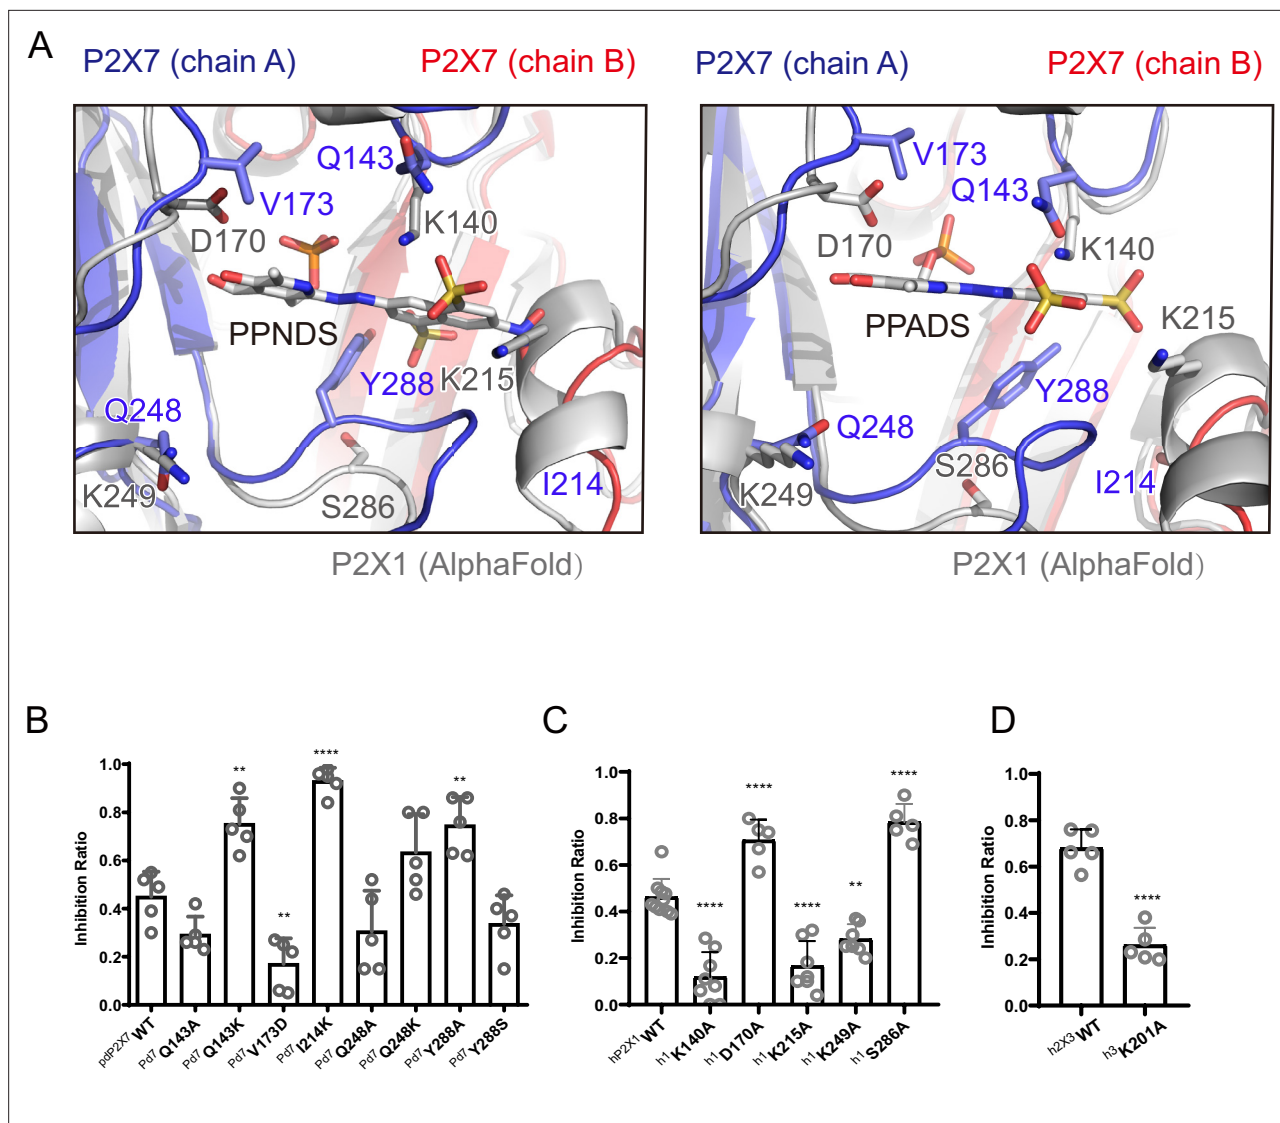 A
P2X7 (chain A)
P2X7 (chain B)
P2X7 (chain A)
P2X7 (chain B)
Q143
V173
D170
K140
PPNDS
Y288
K215
Q248
K249
S286
I214
V173
Q143
D170
K140
PPADS
K215
Y288
Q248
S286
K249
I214
P2X1 (AlphaFold)
P2X1 (AlphaFold)
B
Inhibition Ratio
1.0
0.8
0.6
0.4
0.2
0.0
**
**
****
**
pdP2X7 WT
Pd7 Q143A
Pd7 Q143K
Pd7 V173D
Pd7 I214K
Pd7 Q248A
Pd7 Q248K
Pd7 Y288A
Pd7 Y288S
C
Inhibition Ratio
1.0
0.8
0.6
0.4
0.2
0.0
****
****
****
**
****
hP2X1 WT
h1 K140A
h1 D170A
h1 K215A
h1 K249A
h1 S286A
D
Inhibition Ratio
1.0
0.8
0.6
0.4
0.2
0.0
****
h2X3 WT
h3 K201A